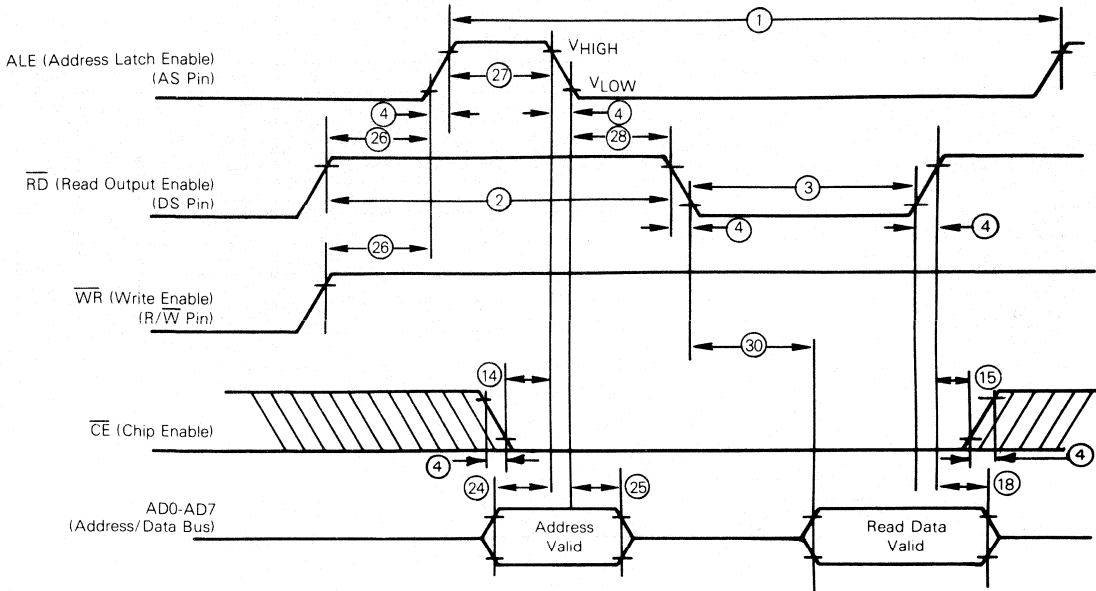 1
ALE (Address Latch Enable)
(AS Pin)
27
VHIGH
VLOW
4
4
26
28
RD (Read Output Enable)
(DS Pin)
2
3
4
4
26
WR (Write Enable)
(R/W Pin)
30
14
15
CE (Chip Enable)
4
4
24
25
18
AD0-AD7
(Address/Data Bus)
Address
Valid
Read Data
Valid